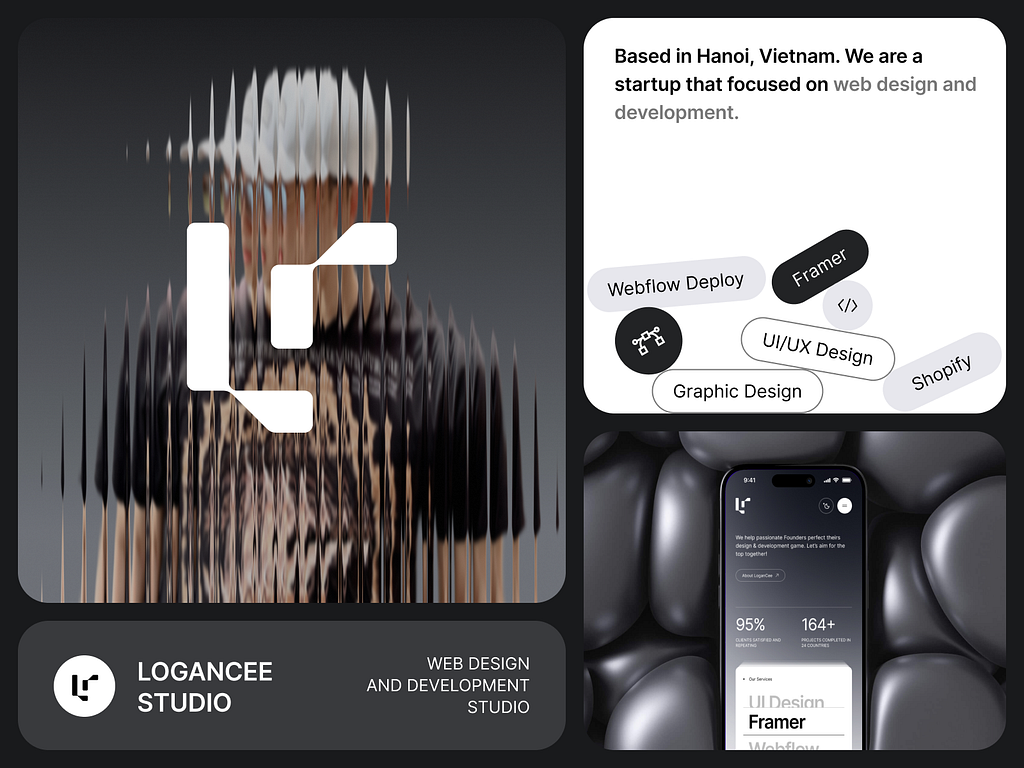 Based in Hanoi, Vietnam. We are a
startup that focused on web design and
development.
Webflow Deploy
Framer
</>
UI/UX Design
Shopify
Graphic Design
LOGANCEE
STUDIO
WEB DESIGN
AND DEVELOPMENT
STUDIO
9:41
We help passionate Founders perfect theirs
design & development game. Let's aim for the
top together!
About LoganCee
95%
164+
CLIENTS SATISFIED AND
REPEATING
PROJECTS COMPLETED IN
24 COUNTRIES
Our Services
UI Design
Framer
Webflow